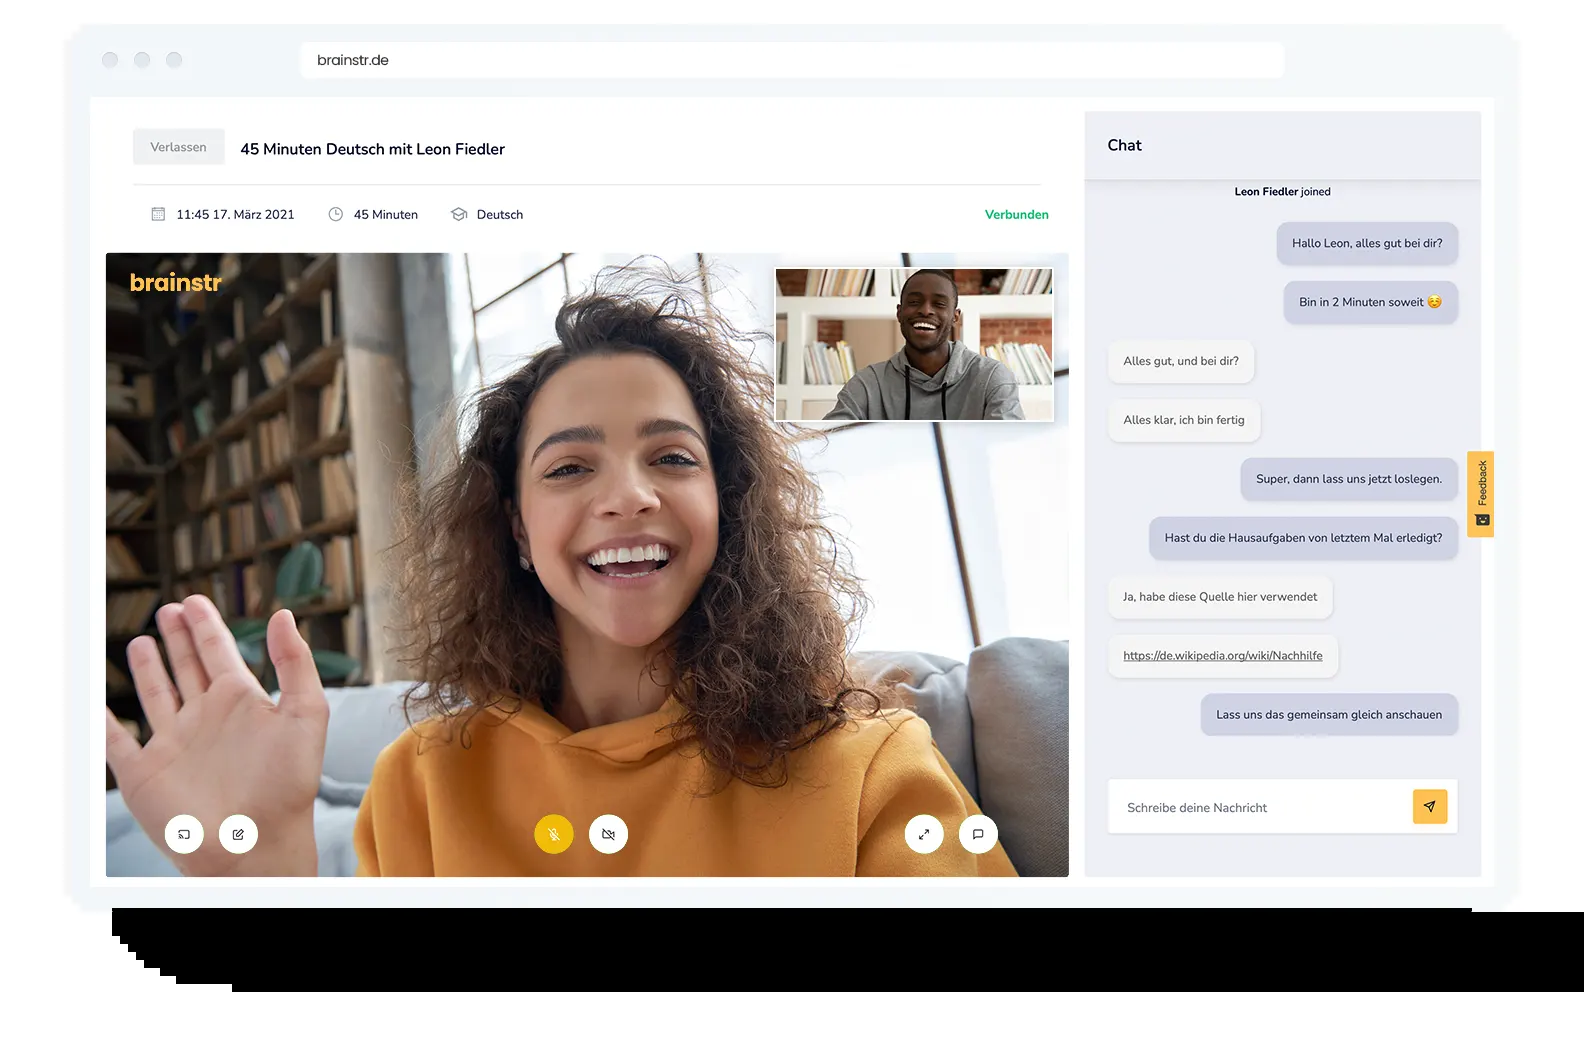 brainstr.de
Verlassen
45 Minuten Deutsch mit Leon Fiedler
11:45 17. März 2021
45 Minuten
Deutsch
Verbunden
brainstr
Chat
Leon Fiedler joined
Hallo Leon, alles gut bei dir?
Bin in 2 Minuten soweit ☺️
Alles gut, und bei dir?
Alles klar, ich bin fertig
Super, dann lass uns jetzt loslegen.
Hast du die Hausaufgaben von letztem Mal erledigt?
Ja, habe diese Quelle hier verwendet
https://de.wikipedia.org/wiki/Nachhilfe
Lass uns das gemeinsam gleich anschauen
Schreibe deine Nachricht
Feedback